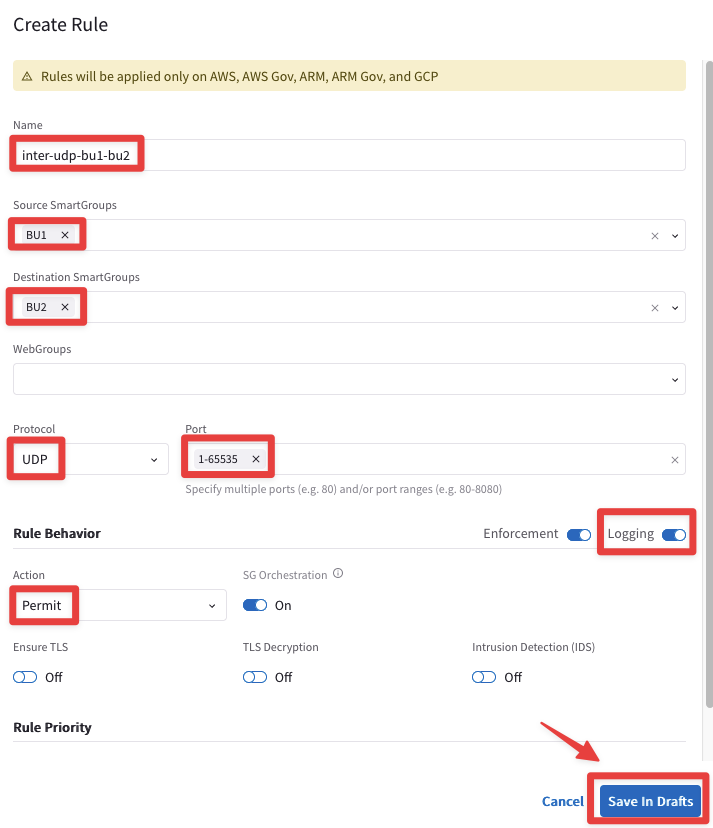 Create Rule
Rules will be applied only on AWS, AWS Gov, ARM, ARM Gov, and GCP
Name
inter-udp-bu1-bu2
Source SmartGroups
BU1
Destination SmartGroups
BU2
WebGroups
Protocol Port
UDP 1-65535
Specify multiple ports (e.g. 80) and/or port ranges (e.g. 80-8080)
Rule Behavior Enforcement Logging
Action SG Orchestration
Permit On
Ensure TLS TLS Decryption Intrusion Detection (IDS)
Off Off Off
Rule Priority
Cancel Save In Drafts